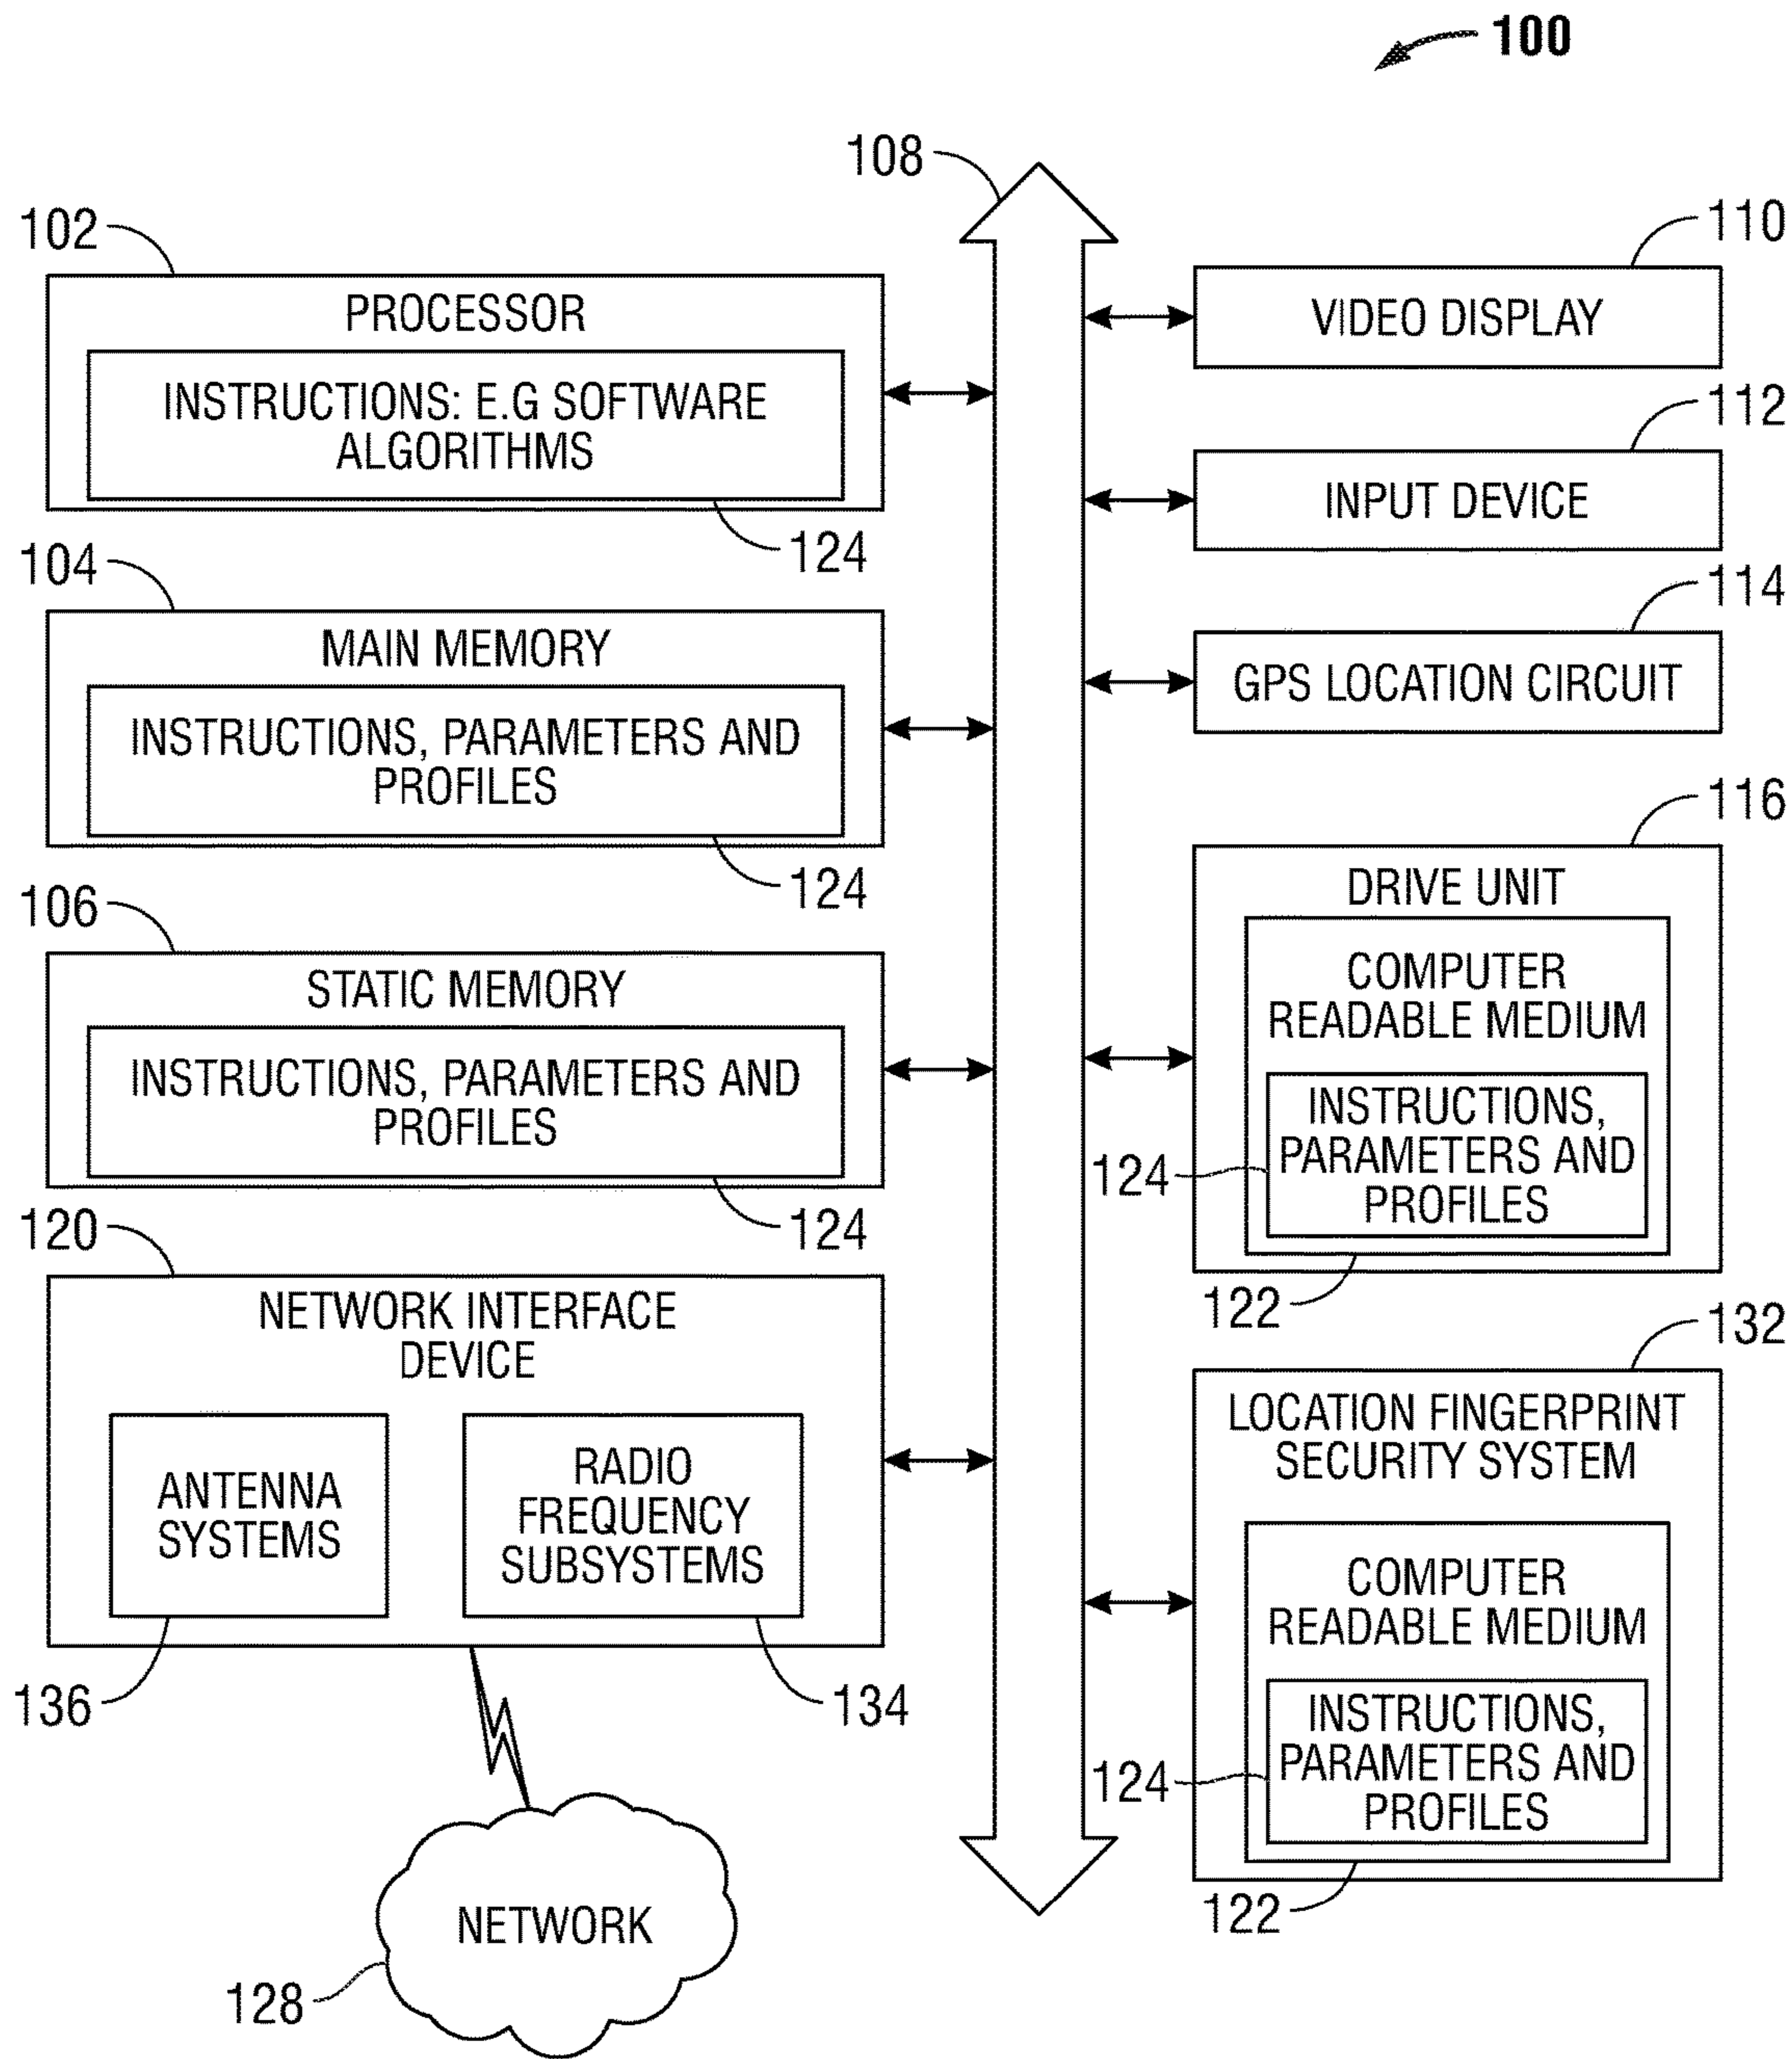 100
108
102
PROCESSOR
INSTRUCTIONS: E.G SOFTWARE
ALGORITHMS
124
104
MAIN MEMORY
INSTRUCTIONS, PARAMETERS AND
PROFILES
124
106
STATIC MEMORY
INSTRUCTIONS, PARAMETERS AND
PROFILES
124
120
NETWORK INTERFACE
DEVICE
ANTENNA
SYSTEMS
RADIO
FREQUENCY
SUBSYSTEMS
136
134
NETWORK
128
110
VIDEO DISPLAY
112
INPUT DEVICE
114
GPS LOCATION CIRCUIT
116
DRIVE UNIT
COMPUTER
READABLE MEDIUM
INSTRUCTIONS,
PARAMETERS AND
PROFILES
124
122
132
LOCATION FINGERPRINT
SECURITY SYSTEM
COMPUTER
READABLE MEDIUM
INSTRUCTIONS,
PARAMETERS AND
PROFILES
124
122